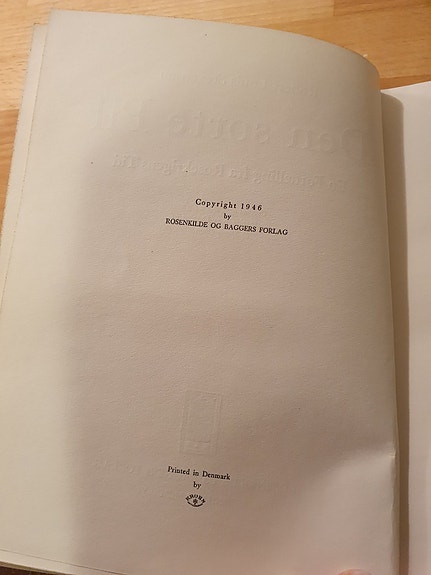 Copyright 1946
by
ROSENKILDE OG BAGGERS FORLAG
Printed in Denmark
by